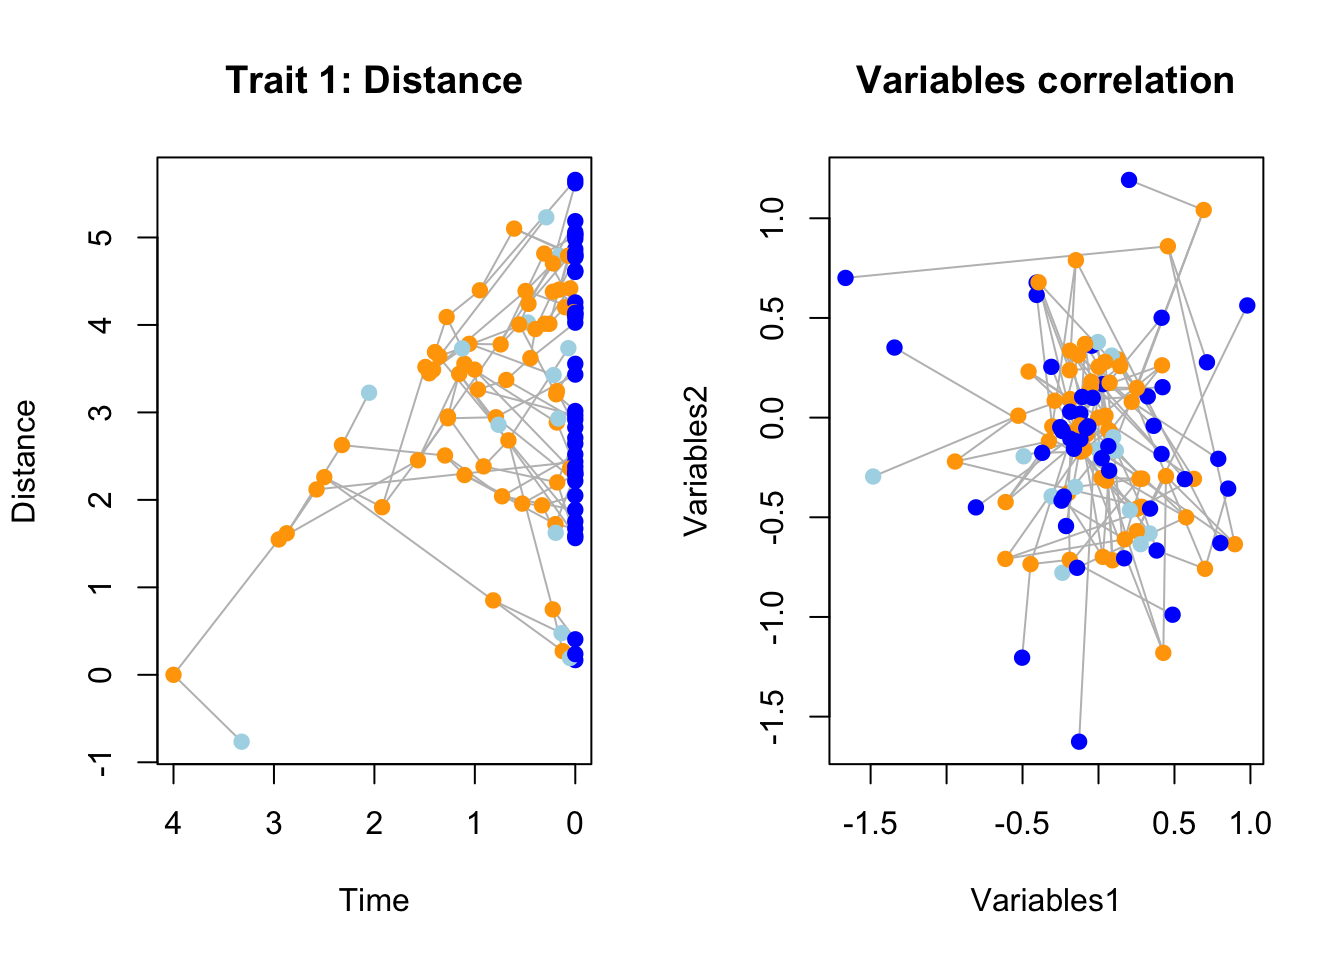 Trait 1: Distance
Distance
5
4
3
2
1
0
-1
4 3 2 1 0
Time
Variables correlation
Variables2
1.0
0.5
0.0
-0.5
-1.0
-1.5
-1.5 -0.5 0.5 1.0
Variables1